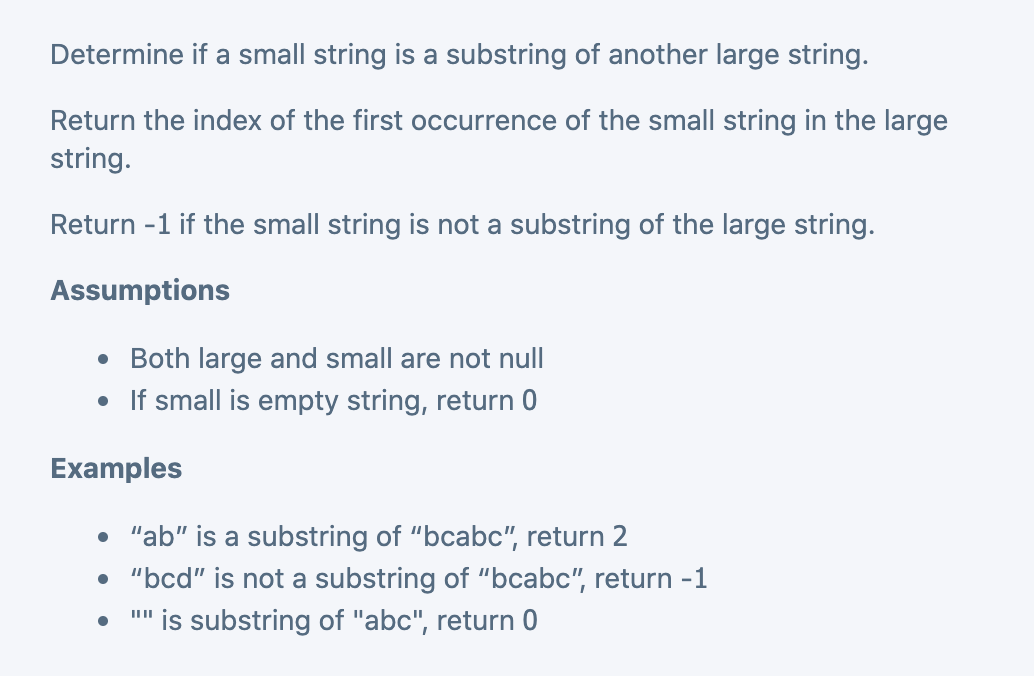 Determine if a small string is a substring of another large string.
Return the index of the first occurrence of the small string in the large
string.
Return -1 if the small string is not a substring of the large string.
Assumptions
• Both large and small are not null
• If small is empty string, return 0
Examples
• “ab” is a substring of “bcabc”, return 2
• “bcd” is not a substring of “bcabc”, return -1
• "" is substring of "abc", return 0